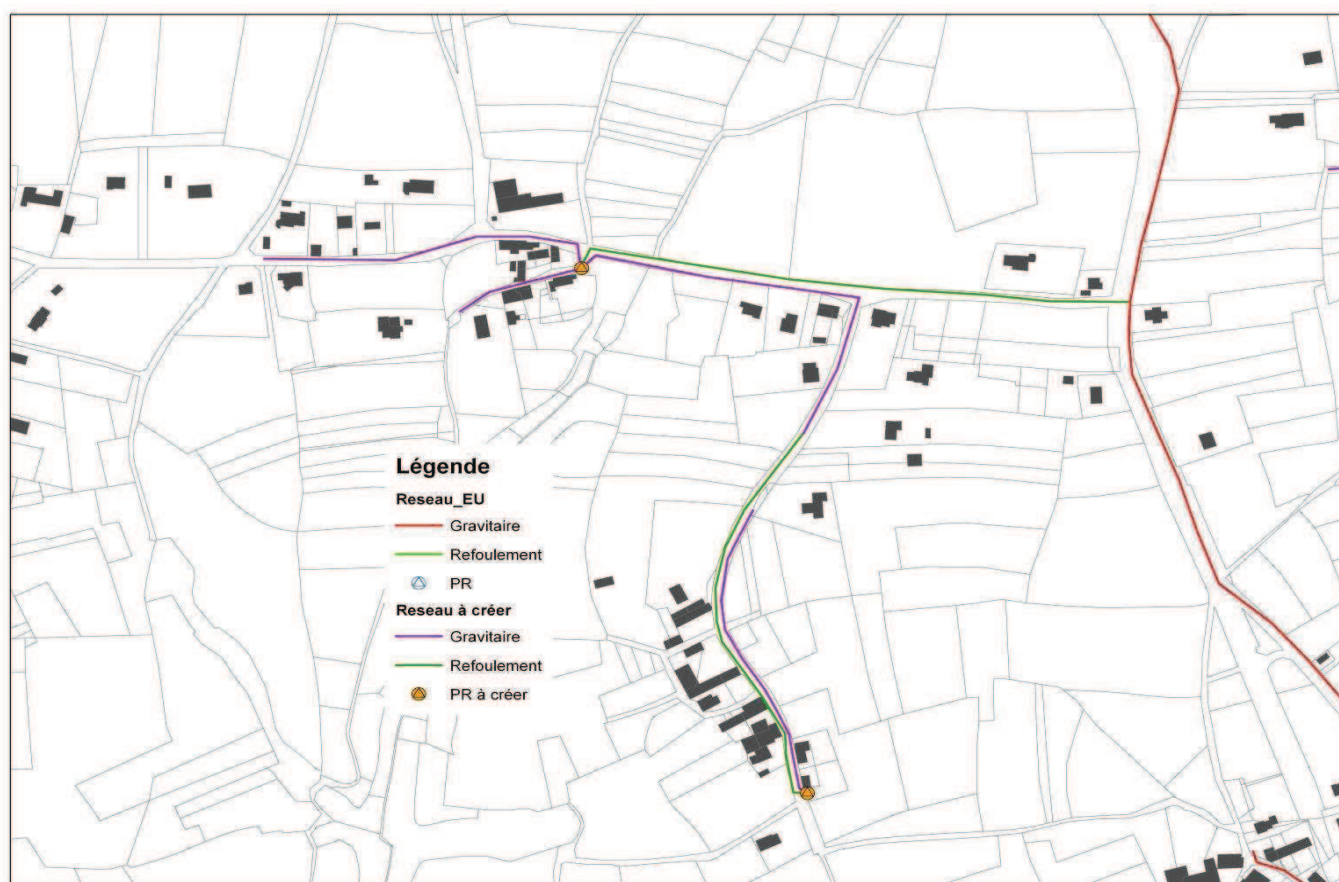 Légende
Reseau_EU
Gravitaire
Refoulement
PR
Reseau à créer
Gravitaire
Refoulement
PR à créer